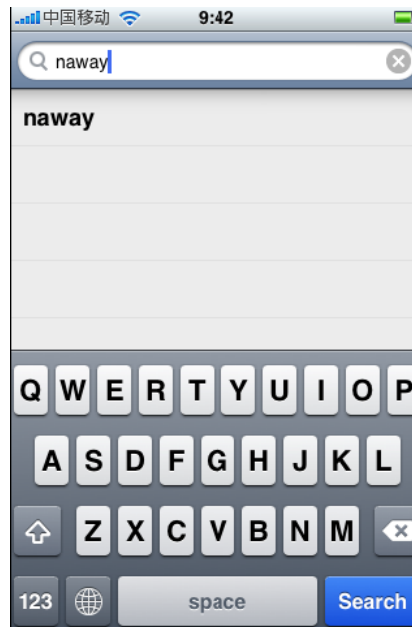 中国移动 9:42
naway
naway
Q W E R T Y U I O P
A S D F G H J K L
Z X C V B N M
123 space Search